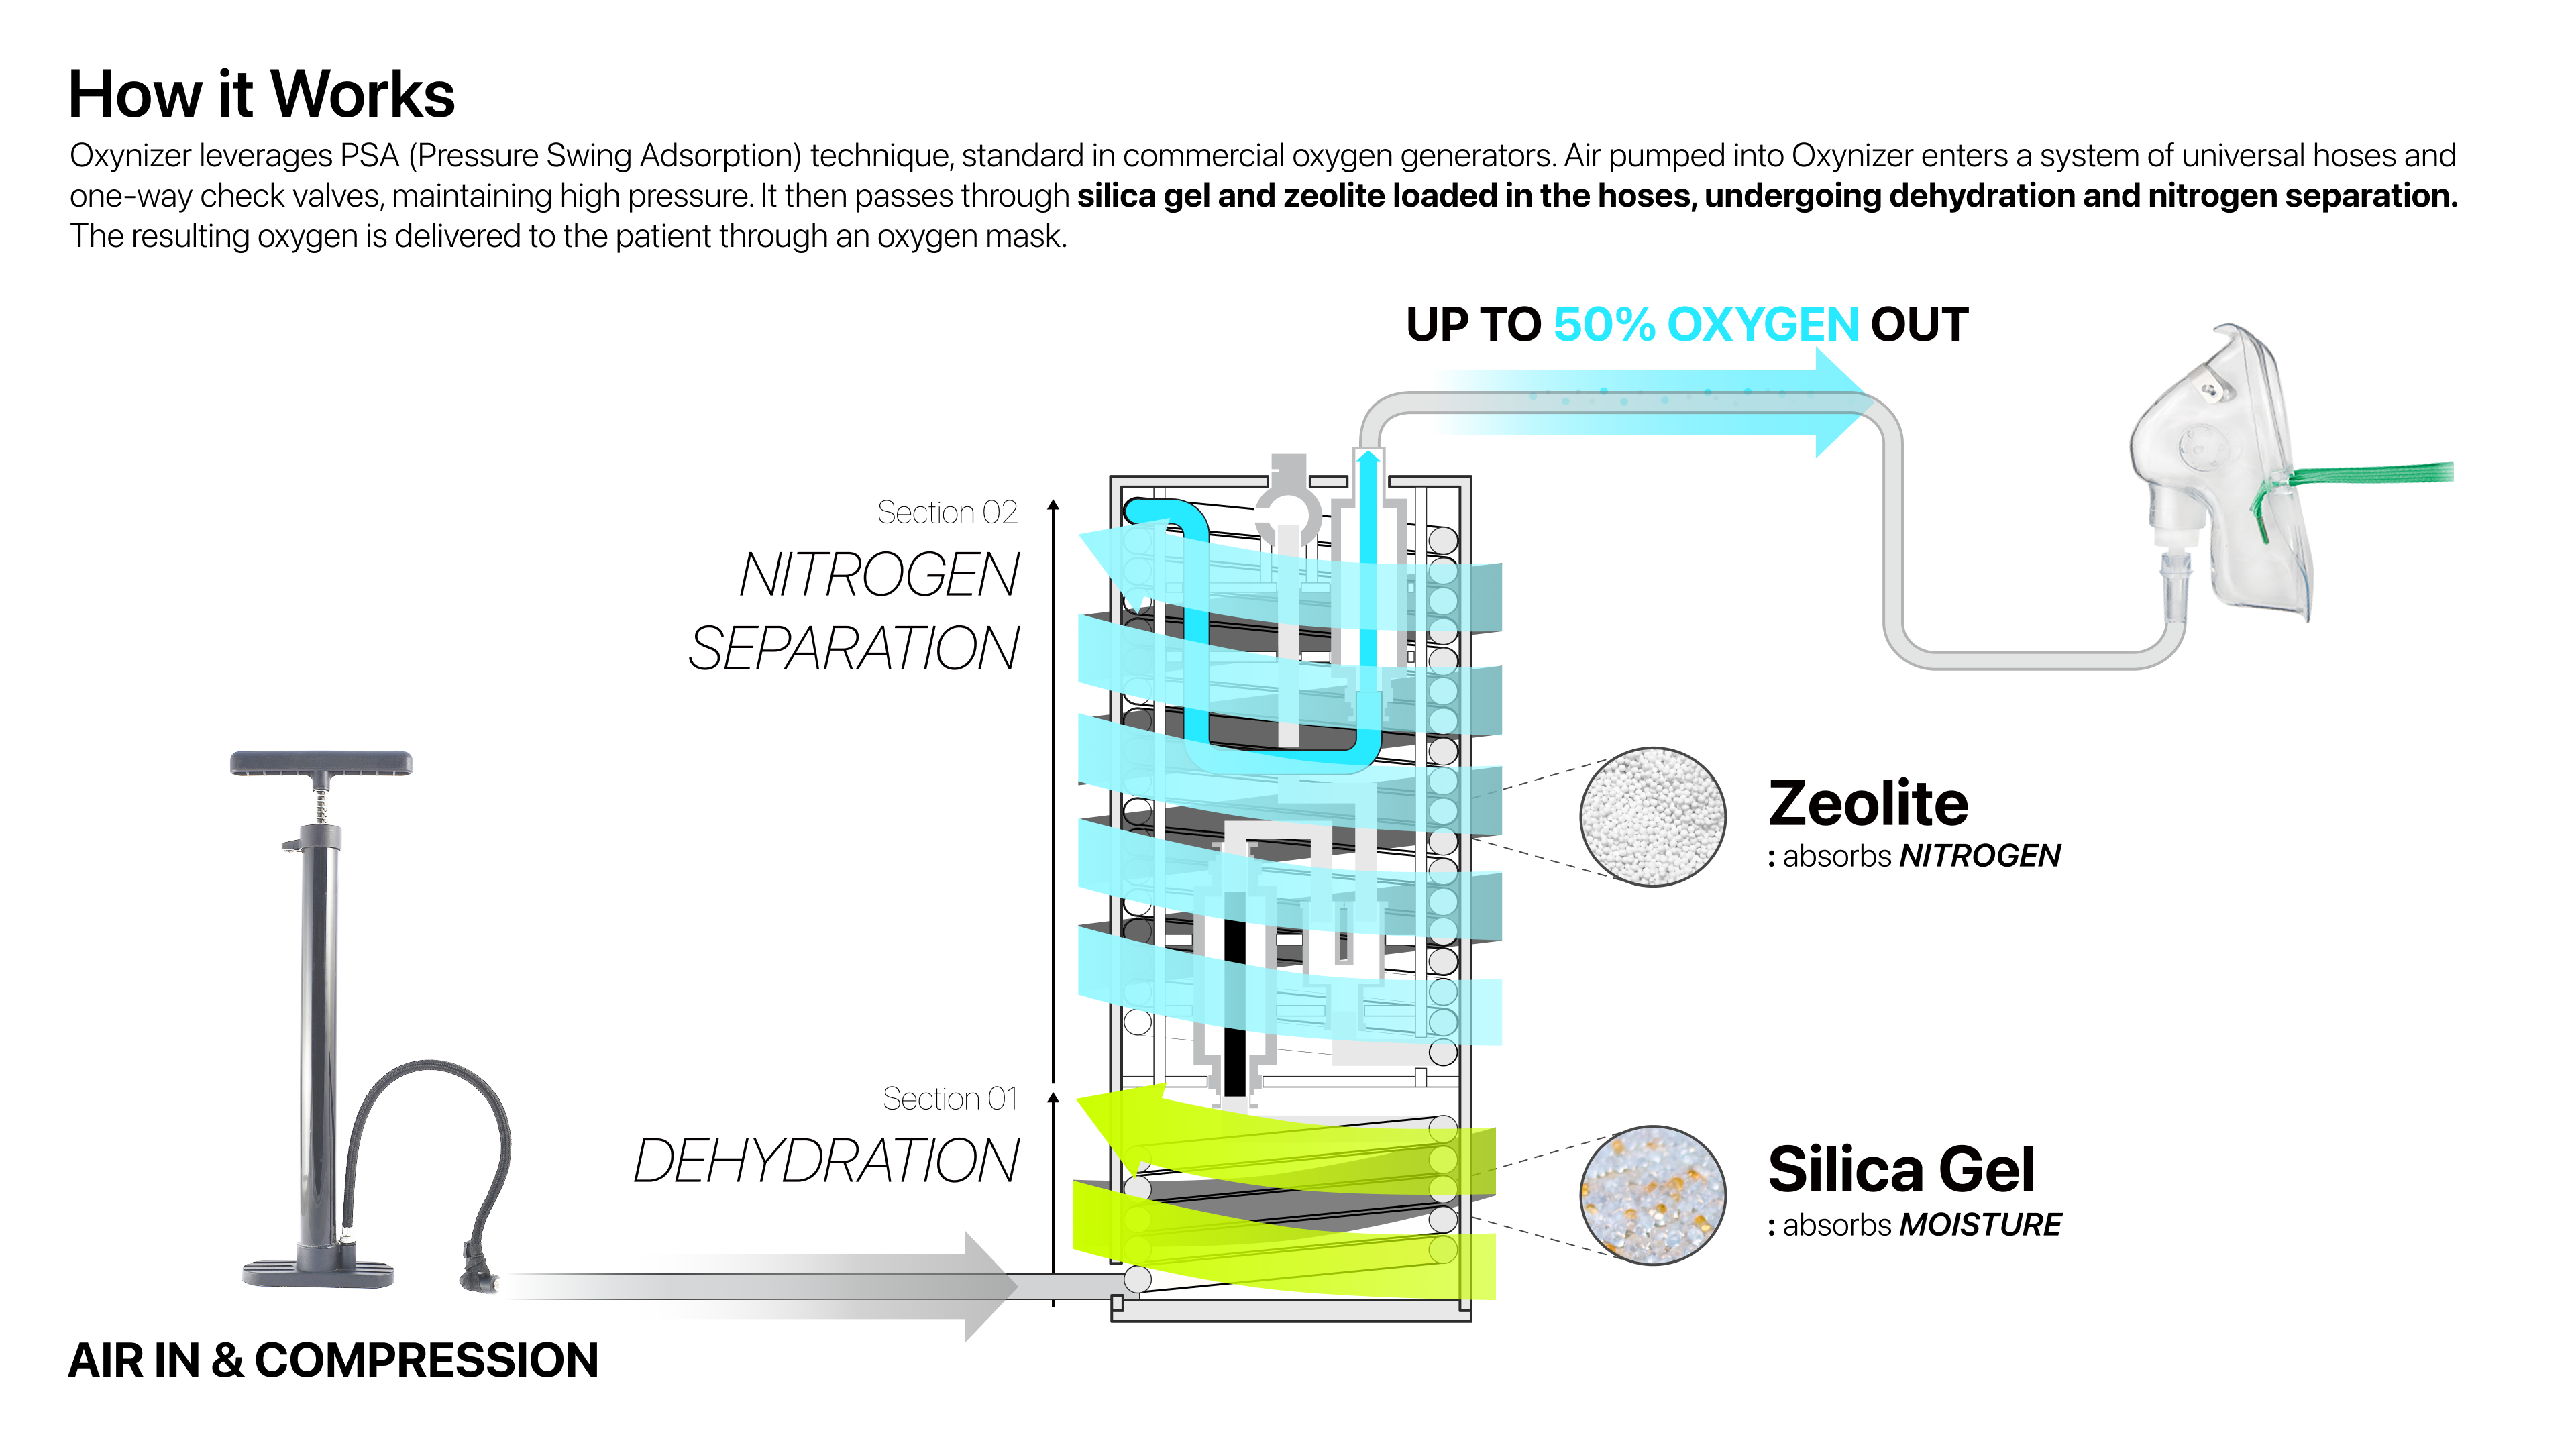 How it Works
Oxynizer leverages PSA (Pressure Swing Adsorption) technique, standard in commercial oxygen generators. Air pumped into Oxynizer enters a system of universal hoses and
one-way check valves, maintaining high pressure. It then passes through silica gel and zeolite loaded in the hoses, undergoing dehydration and nitrogen separation.
The resulting oxygen is delivered to the patient through an oxygen mask.
UP TO 50% OXYGEN OUT
Section 02
NITROGEN
SEPARATION
Zeolite
: absorbs NITROGEN
Section 01
DEHYDRATION
Silica Gel
: absorbs MOISTURE
AIR IN & COMPRESSION